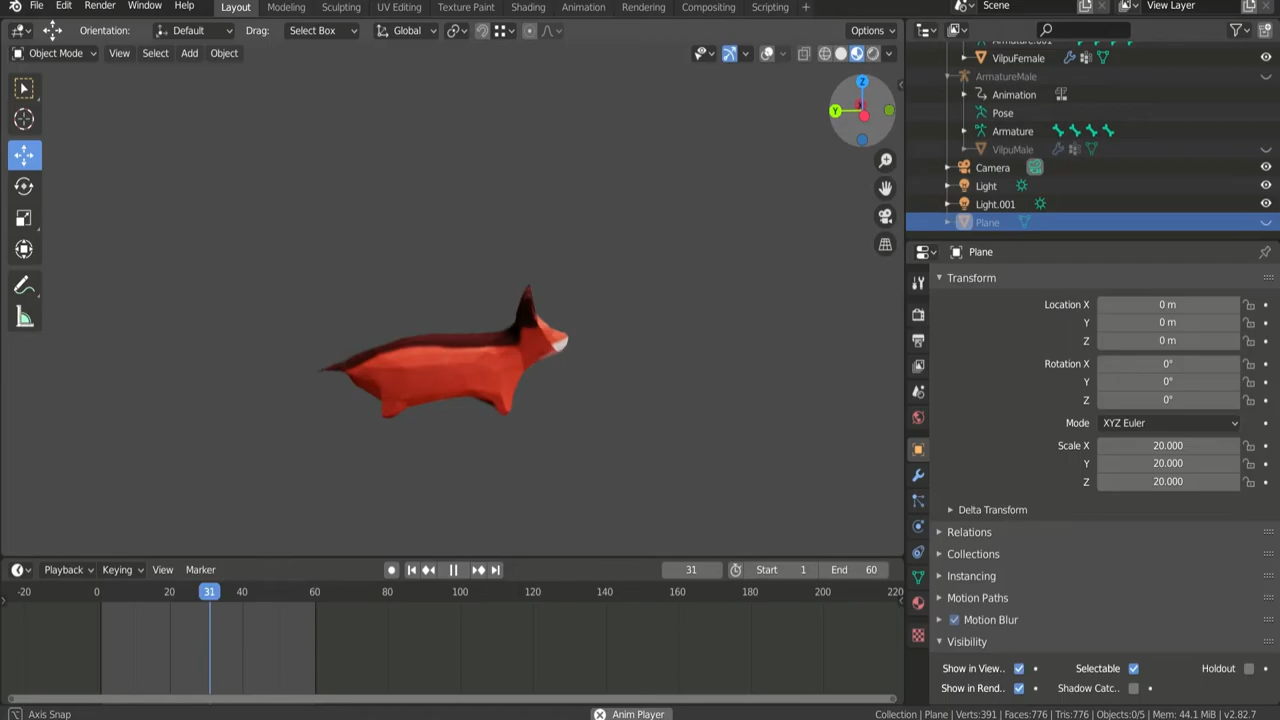 File Edit Render Window Help Layout Modeling Sculpting UV Editing Texture Paint Shading Animation Rendering Compositing Scripting + Scene View Layer
Orientation: Default Drag: Select Box Global Options
Object Mode View Select Add Object
Z
Y
VilpuFemale
ArmatureMale
Animation
Pose
Armature
VilpuMale
Camera
Light
Light.001
Plane
Plane
Transform
Location X 0 m
Y 0 m
Z 0 m
Rotation X 0°
Y 0°
Z 0°
Mode XYZ Euler
Scale X 20.000
Y 20.000
Z 20.000
Delta Transform
Relations
Collections
Instancing
Motion Paths
Motion Blur
Visibility
Show in View.. Selectable Holdout
Show in Rend.. Shadow Catc..
Playback Keying View Marker 31 Start 1 End 60
-20 0 20 31 40 60 80 100 120 140 160 180 200 220
Axis Snap Anim Player Collection | Plane | Verts:391 | Faces:776 | Tris:776 | Objects:0/5 | Mem: 44.1 MiB | v2.82.7